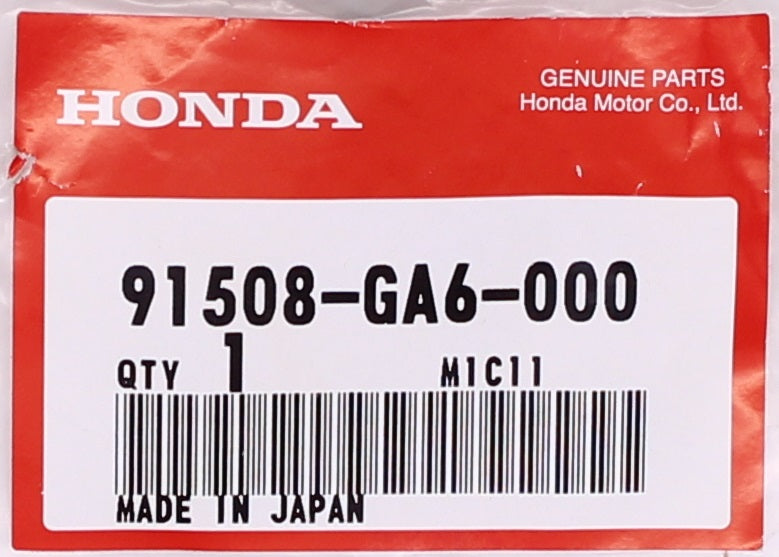 HONDA
GENUINE PARTS
Honda Motor Co., Ltd.
91508-GA6-000
QTY 1 M1C11
MADE IN JAPAN